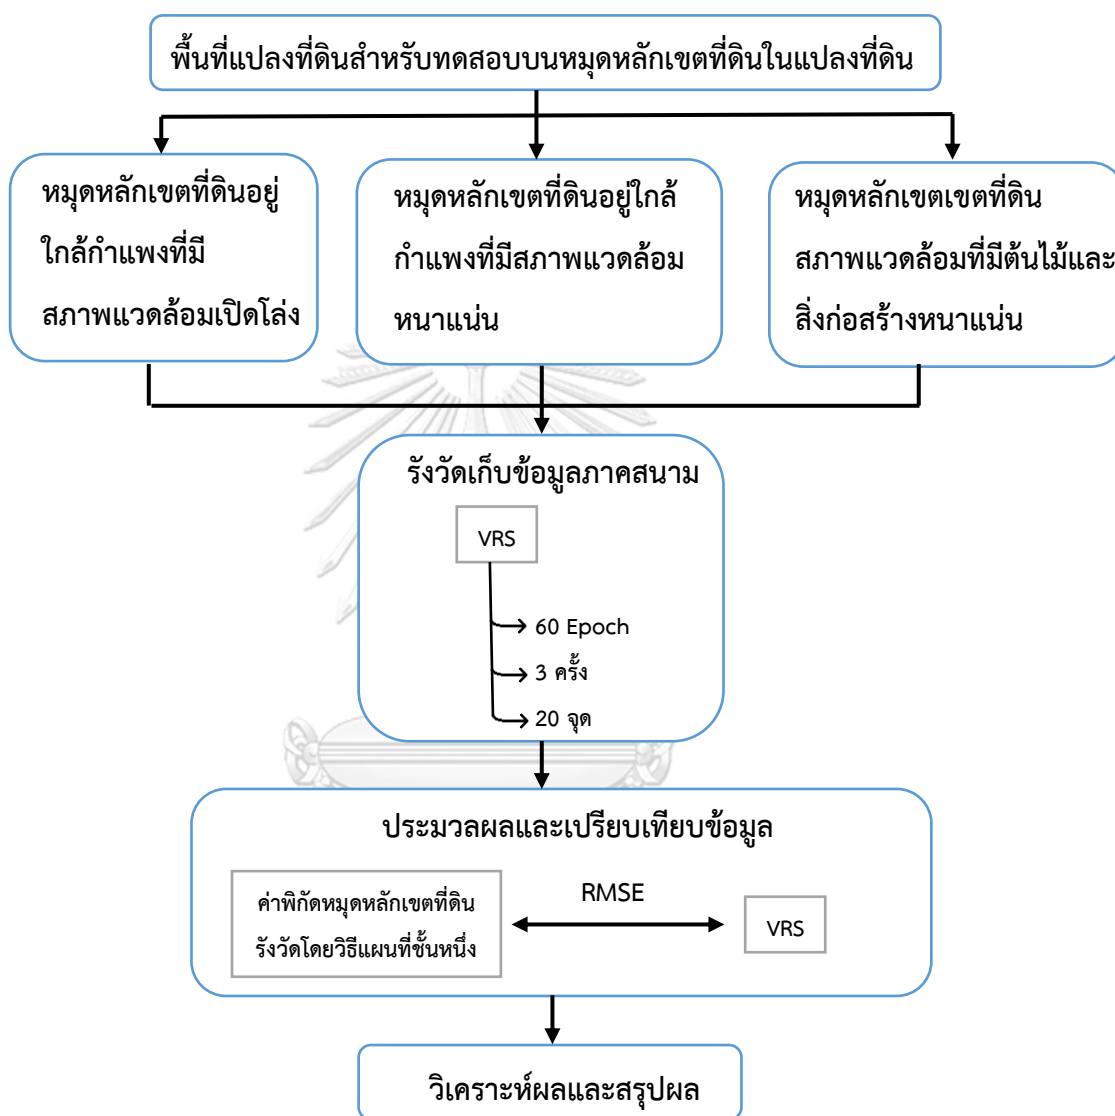 พื้นที่แปลงที่ดินสำหรับทดสอบบนหมุดหลักเขตที่ดินในแปลงที่ดิน
หมุดหลักเขตที่ดินอยู่
ใกล้กำแพงที่มี
สภาพแวดล้อมเปิดโล่ง
หมุดหลักเขตที่ดินอยู่ใกล้
กำแพงที่มีสภาพแวดล้อม
หนาแน่น
หมุดหลักเขตเขตที่ดิน
สภาพแวดล้อมที่มีต้นไม้และ
สิ่งก่อสร้างหนาแน่น
รังวัดเก็บข้อมูลภาคสนาม
VRS
60 Epoch
3 ครั้ง
20 จุด
ประมวลผลและเปรียบเทียบข้อมูล
ค่าพิกัดหมุดหลักเขตที่ดิน
รังวัดโดยวิธีแผนที่ชั้นหนึ่ง
RMSE
VRS
วิเคราะห์ผลและสรุปผล